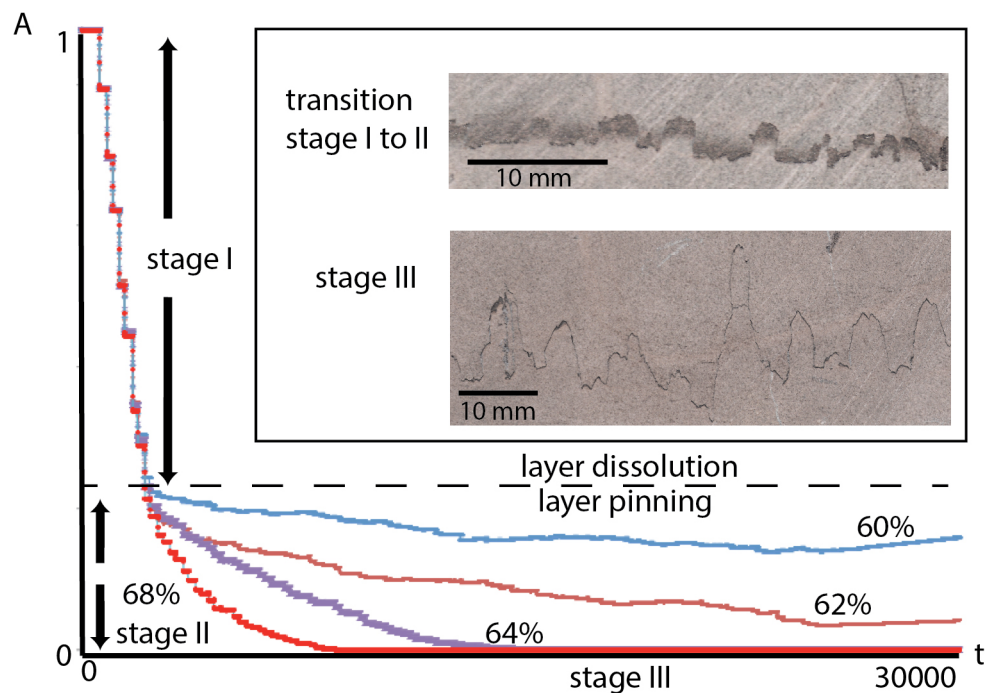 A
1
transition
stage I to II
10 mm
stage I
stage III
10 mm
layer dissolution
layer pinning
60%
68%
62%
stage II
64%
0
t
0
stage III
30000